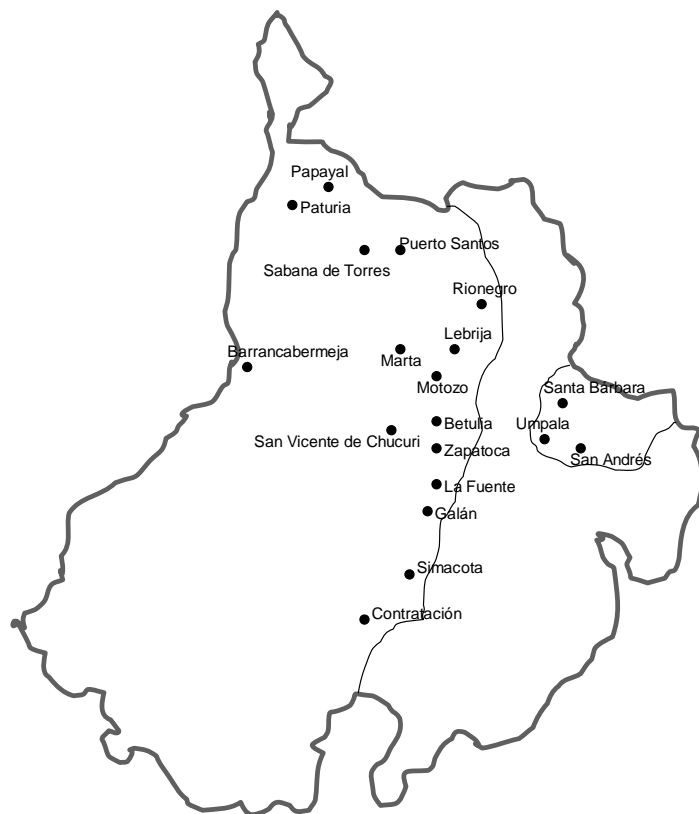 Papayal
Paturia
Puerto Santos
Sabana de Torres
Rionegro
Lebrija
Barrancabermeja
Marta
Motozo
Santa Bárbara
Betulia
Umpala
San Vicente de Chucuri
Zapatoca
San Andrés
La Fuente
Galán
Simacota
Contratación